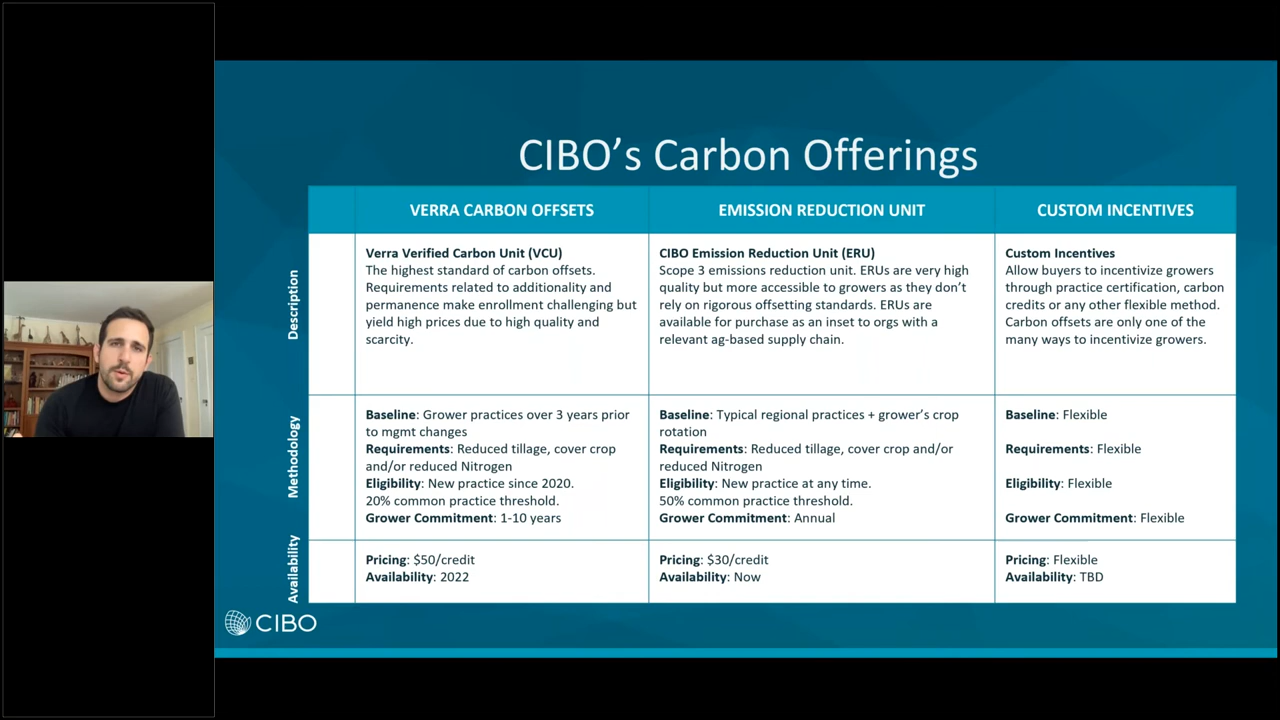 CIBO's Carbon Offerings
VERRA CARBON OFFSETS
EMISSION REDUCTION UNIT
CUSTOM INCENTIVES
Description
Verra Verified Carbon Unit (VCU)
The highest standard of carbon offsets.
Requirements related to additionality and
permanence make enrollment challenging but
yield high prices due to high quality and
scarcity.
CIBO Emission Reduction Unit (ERU)
Scope 3 emissions reduction unit. ERUs are very high
quality but more accessible to growers as they don't
rely on rigorous offsetting standards. ERUs are
available for purchase as an inset to orgs with a
relevant ag-based supply chain.
Custom Incentives
Allow buyers to incentivize growers
through practice certification, carbon
credits or any other flexible method.
Carbon offsets are only one of the
many ways to incentivize growers.
Methodology
Baseline: Grower practices over 3 years prior
to mgmt changes
Requirements: Reduced tillage, cover crop
and/or reduced Nitrogen
Eligibility: New practice since 2020.
20% common practice threshold.
Grower Commitment: 1-10 years
Baseline: Typical regional practices + grower's crop
rotation
Requirements: Reduced tillage, cover crop and/or
reduced Nitrogen
Eligibility: New practice at any time.
50% common practice threshold.
Grower Commitment: Annual
Baseline: Flexible
Requirements: Flexible
Eligibility: Flexible
Grower Commitment: Flexible
Availability
Pricing: $50/credit
Availability: 2022
Pricing: $30/credit
Availability: Now
Pricing: Flexible
Availability: TBD
CIBO